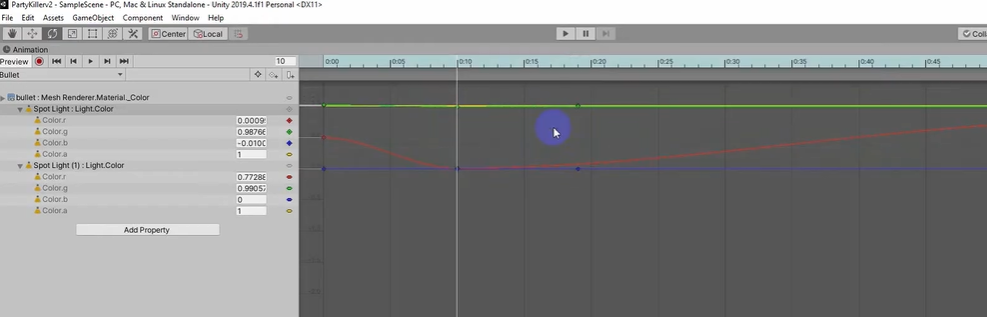 PartyKillerv2 - SampleScene - PC, Mac & Linux Standalone - Unity 2019.4.1f1 Personal <DX11>
File Edit Assets GameObject Component Window Help
Center Local Coll
Animation
Preview 10 0:00 0:05 0:10 0:15 0:20 0:25 0:30 0:35 0:40 0:45
Bullet
bullet : Mesh Renderer.Material._Color
Spot Light : Light.Color
Color.r 0.0009
Color.g 0.98766
Color.b -0.0100
Color.a 1
Spot Light (1) : Light.Color
Color.r 0.77288
Color.g 0.99057
Color.b 0
Color.a 1
Add Property